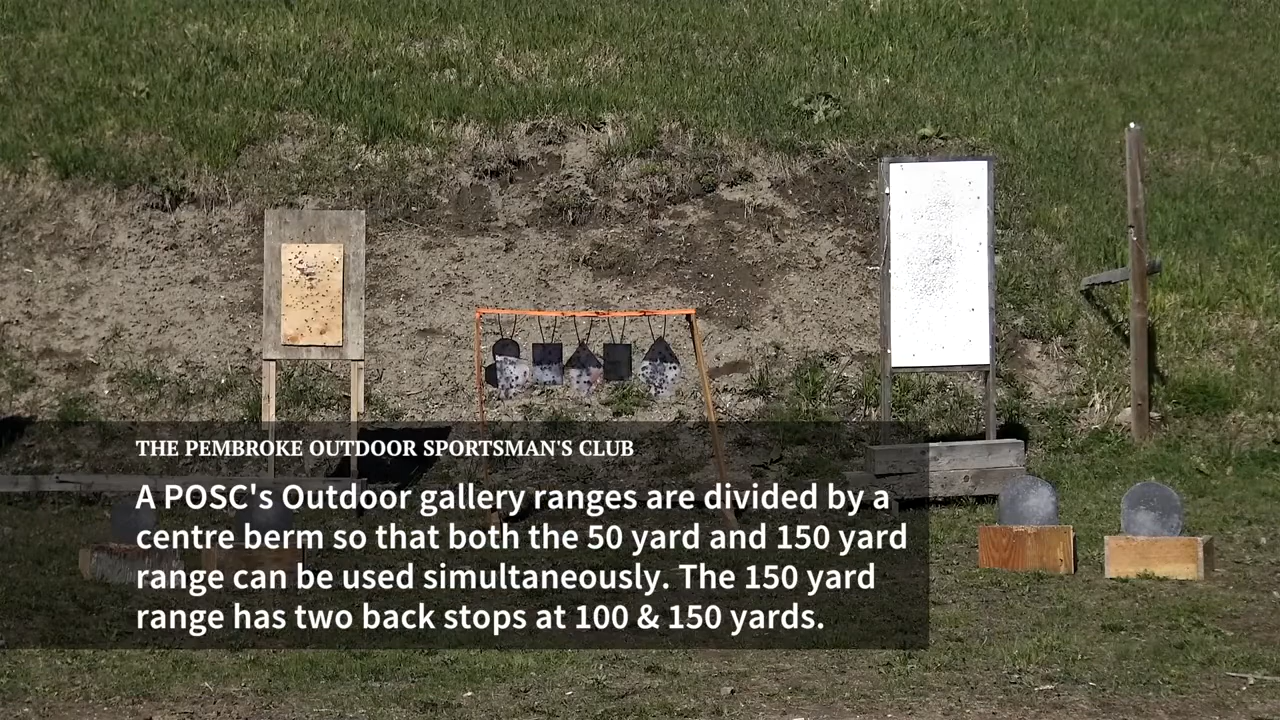 THE PEMBROKE OUTDOOR SPORTSMAN'S CLUB
A POSC's Outdoor gallery ranges are divided by a
centre berm so that both the 50 yard and 150 yard
range can be used simultaneously. The 150 yard
range has two back stops at 100 & 150 yards.